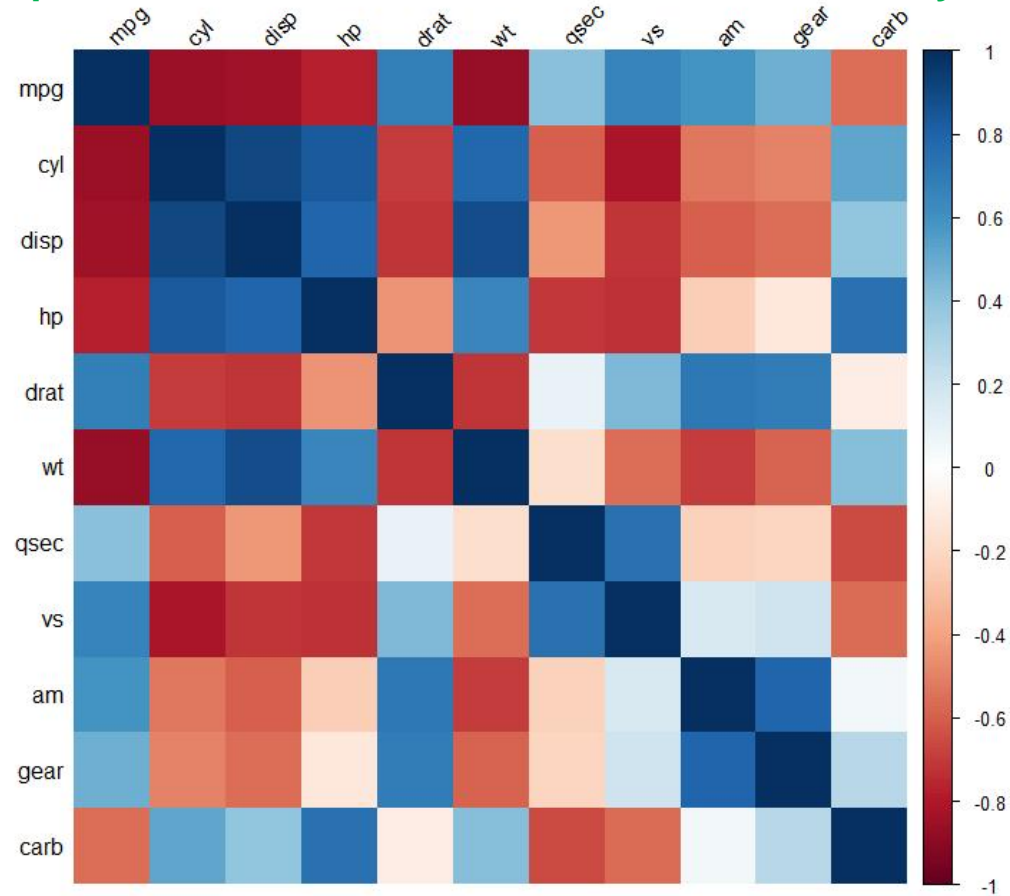 mpg cyl disp hp drat wt qsec vs am gear carb
mpg
cyl
disp
hp
drat
wt
qsec
vs
am
gear
carb
1
0.8
0.6
0.4
0.2
0
-0.2
-0.4
-0.6
-0.8
-1